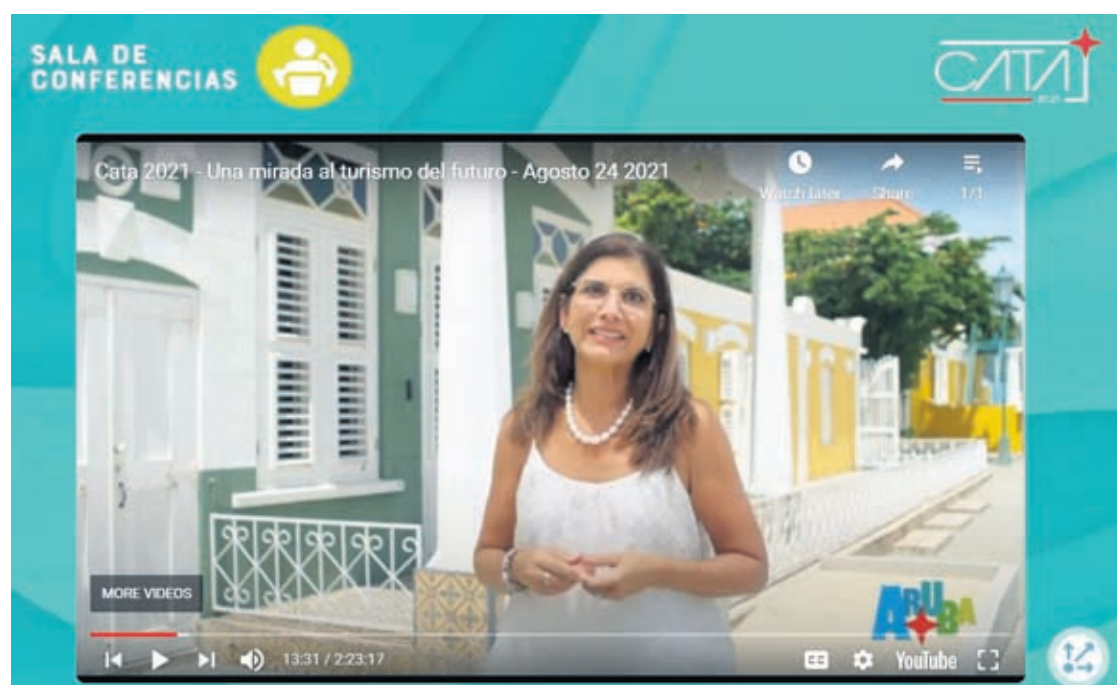 SALA DE
CONFERENCIAS
CATA
2021
Cata 2021 - Una mirada al turismo del futuro - Agosto 24 2021
Watch later
Share
1/1
MORE VIDEOS
ARUBA
13:31 / 2:23:17
YouTube